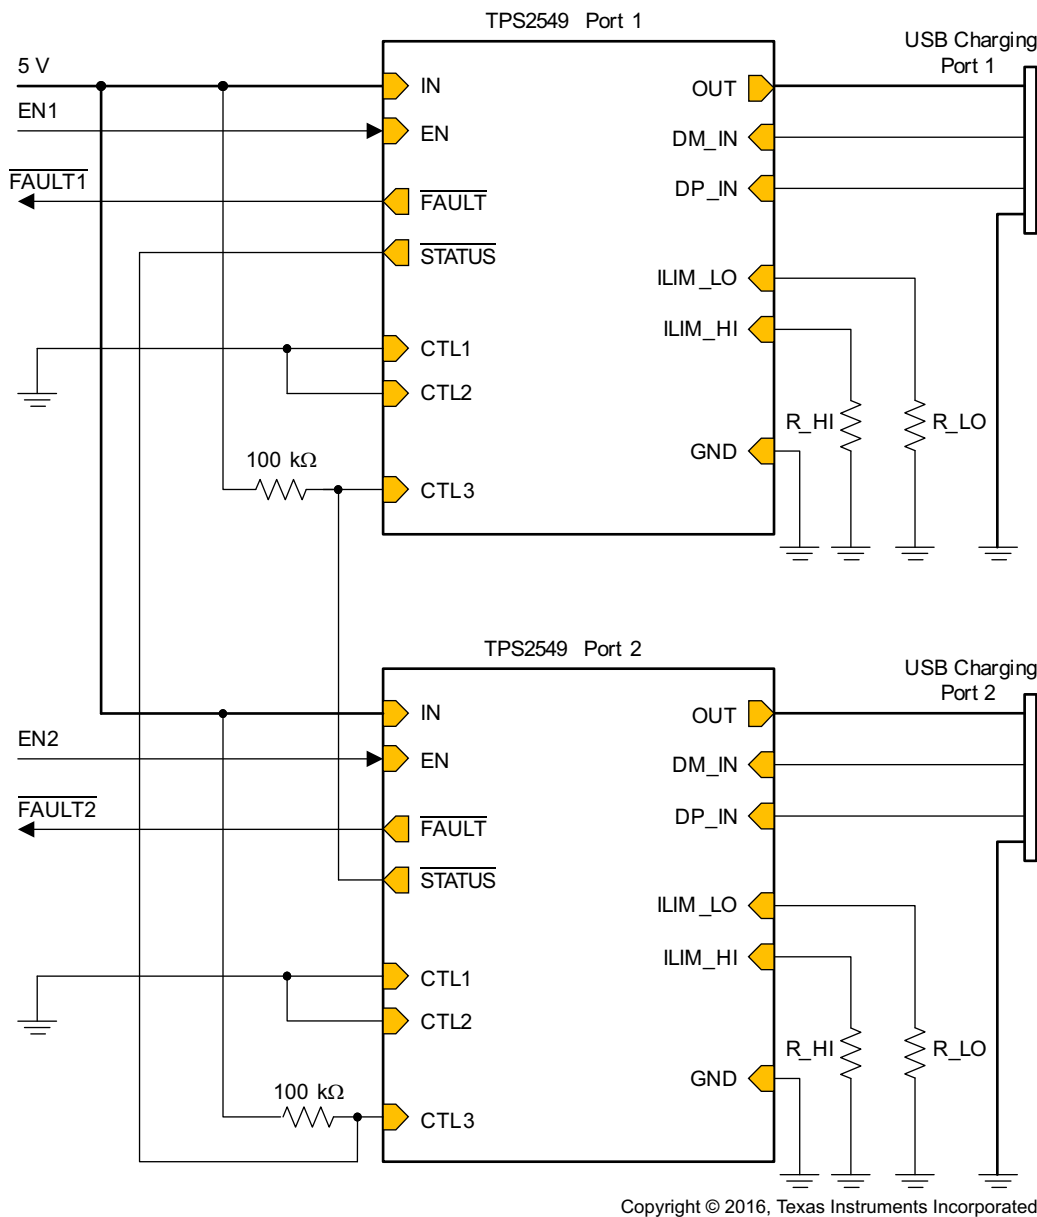 TPS2549 Port 1
USB Charging
Port 1
5 V
IN
OUT
EN1
EN
DM_IN
FAULT1
FAULT
DP_IN
STATUS
ILIM_LO
ILIM_HI
CTL1
CTL2
R_HI
R_LO
GND
100 kΩ
CTL3
TPS2549 Port 2
USB Charging
Port 2
IN
OUT
EN2
EN
DM_IN
FAULT2
FAULT
DP_IN
STATUS
ILIM_LO
ILIM_HI
CTL1
CTL2
R_HI
R_LO
GND
100 kΩ
CTL3
Copyright © 2016, Texas Instruments Incorporated